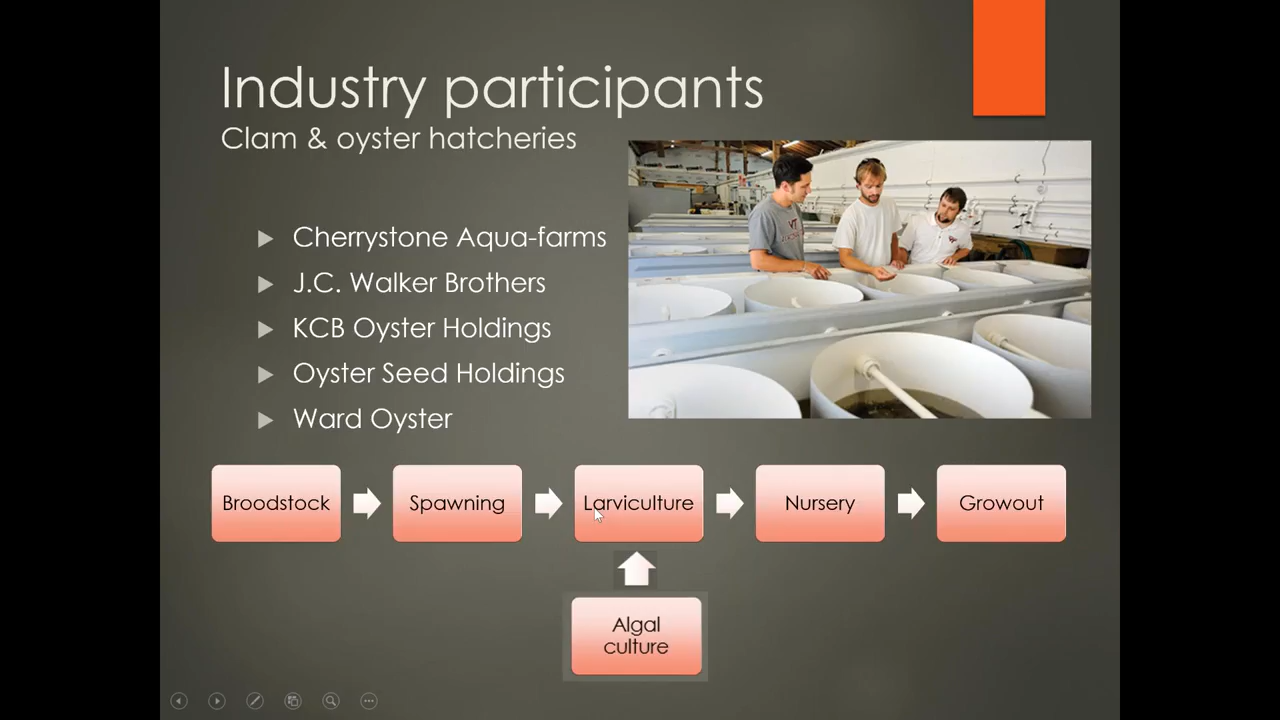 Industry participants
Clam & oyster hatcheries
Cherrystone Aqua-farms
J.C. Walker Brothers
KCB Oyster Holdings
Oyster Seed Holdings
Ward Oyster
Broodstock
Spawning
Larviculture
Nursery
Growout
Algal
culture
VT